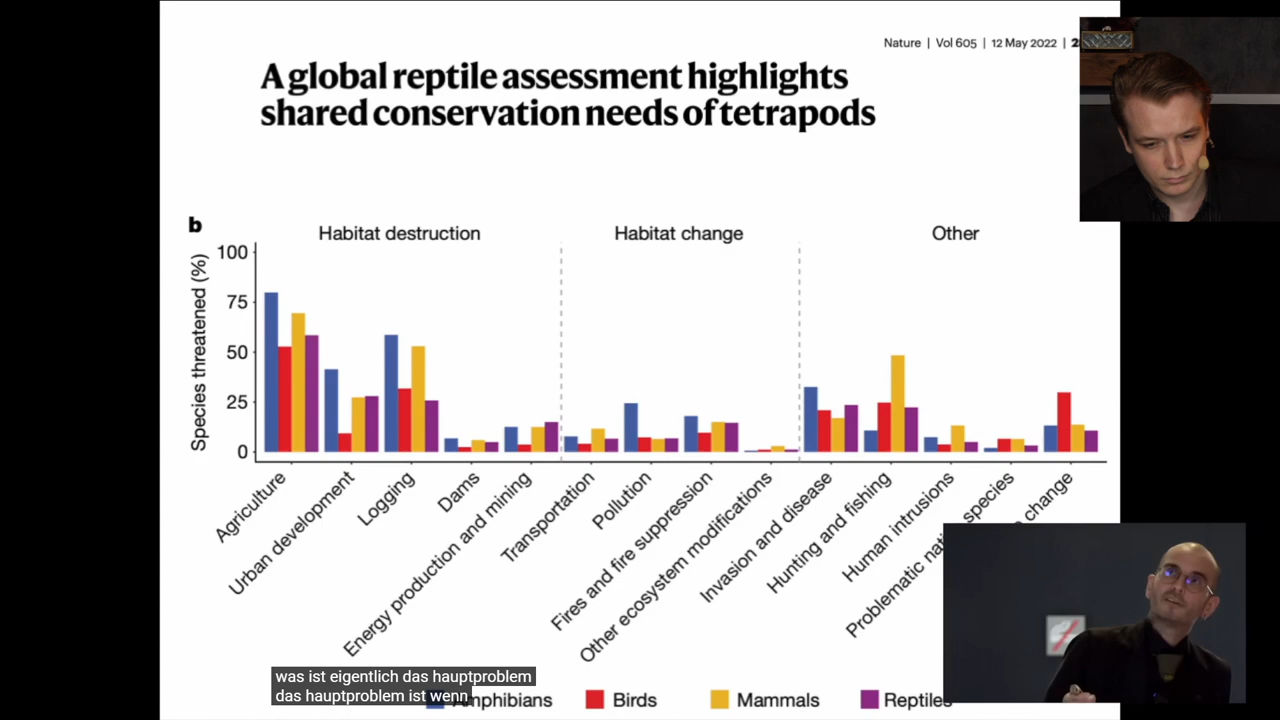 Nature | Vol 605 | 12 May 2022 |
A global reptile assessment highlights
shared conservation needs of tetrapods
b
Habitat destruction
Habitat change
Other
Species threatened (%)
100
75
50
25
0
Agriculture
Urban development
Logging
Dams
Energy production and mining
Transportation
Pollution
Fires and fire suppression
Other ecosystem modifications
Invasion and disease
Hunting and fishing
Human intrusions
Problematic species
change
was ist eigentlich das hauptproblem
das hauptproblem ist wenn
Amphibians
Birds
Mammals
Reptiles